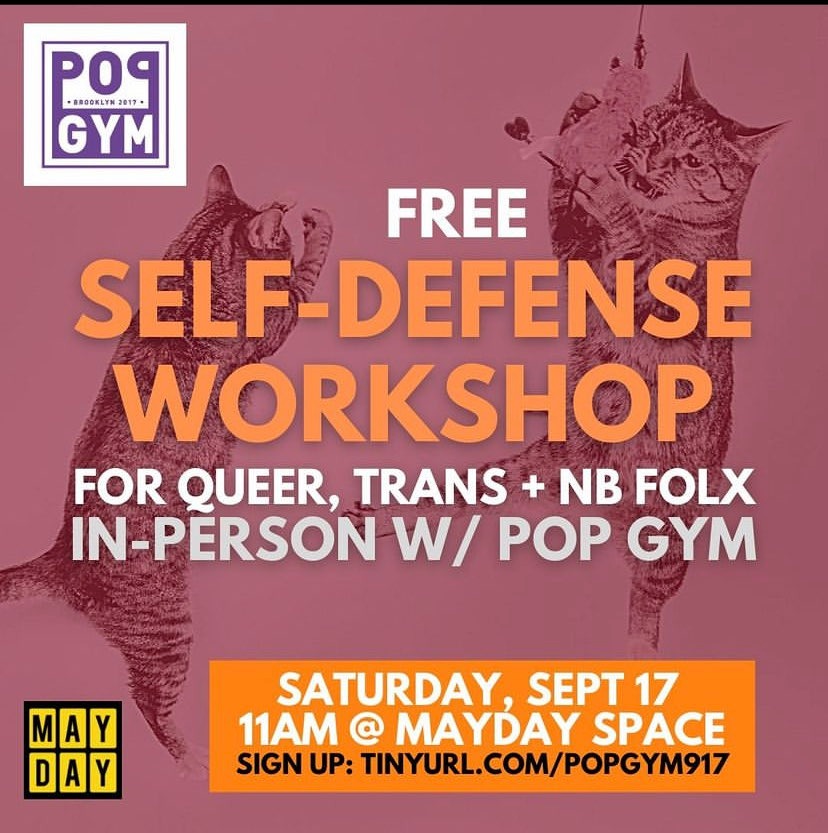 POP
• BROOKLYN 2017 •
GYM
FREE
SELF-DEFENSE
WORKSHOP
FOR QUEER, TRANS + NB FOLX
IN-PERSON W/ POP GYM
SATURDAY, SEPT 17
11AM @ MAYDAY SPACE
SIGN UP: TINYURL.COM/POPGYM917
MAY
DAY